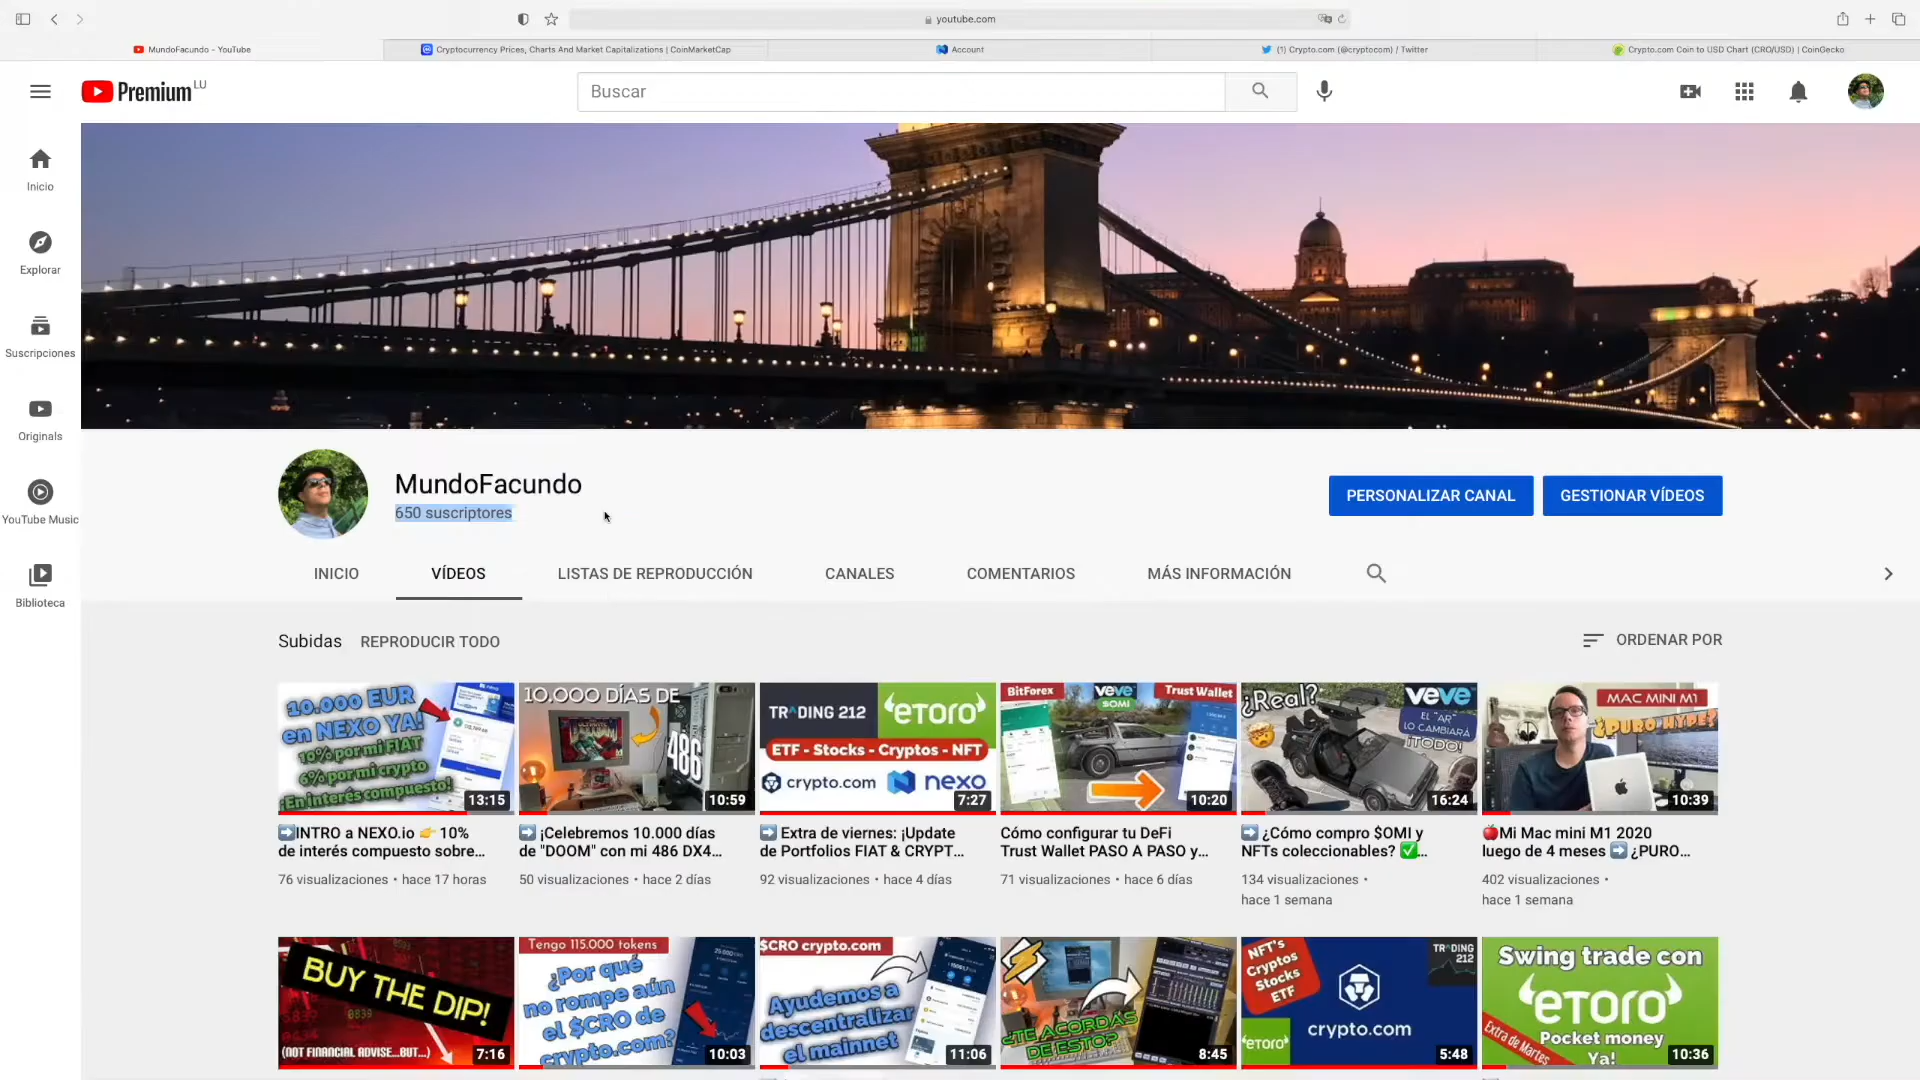 youtube.com
MundoFacundo - YouTube
Cryptocurrency Prices, Charts And Market Capitalizations | CoinMarketCap
Account
(1) Crypto.com (@cryptocom) / Twitter
Crypto.com Coin to USD Chart (CRO/USD) | CoinGecko
Premium LU
Buscar
Inicio
Explorar
Suscripciones
Originals
YouTube Music
Biblioteca
MundoFacundo
650 suscriptores
PERSONALIZAR CANAL
GESTIONAR VÍDEOS
INICIO
VÍDEOS
LISTAS DE REPRODUCCIÓN
CANALES
COMENTARIOS
MÁS INFORMACIÓN
Subidas
REPRODUCIR TODO
ORDENAR POR
10.000 EUR
en NEXO YA!
10% por mi FIAT
6% por mi crypto
¡En interés compuesto!
13:15
➡️INTRO a NEXO.io 👉 10%
de interés compuesto sobre...
76 visualizaciones • hace 17 horas
10.000 DÍAS DE
486
10:59
➡️ ¡Celebremos 10.000 días
de "DOOM" con mi 486 DX4...
50 visualizaciones • hace 2 días
TRADING 212
eToro
ETF - Stocks - Cryptos - NFT
crypto.com
nexo
7:27
➡️ Extra de viernes: ¡Update
de Portfolios FIAT & CRYPT...
92 visualizaciones • hace 4 días
BitForex
VEVE
$OMI
Trust Wallet
10:20
Cómo configurar tu DeFi
Trust Wallet PASO A PASO y...
71 visualizaciones • hace 6 días
¿Real?
VEVE
EL "AR"
LO CAMBIARÁ
¡TODO!
16:24
➡️ ¿Cómo compro $OMI y
NFTs coleccionables? ✅...
134 visualizaciones •
hace 1 semana
MAC MINI M1
¿PURO HYPE?
10:39
🍎Mi Mac mini M1 2020
luego de 4 meses ➡️ ¿PURO...
402 visualizaciones •
hace 1 semana
BUY THE DIP!
(NOT FINANCIAL ADVISE...BUT...)
7:16
Tengo 115.000 tokens
¿Por qué
no rompe aún
el $CRO de
crypto.com?
10:03
$CRO crypto.com
Ayudemos a
descentralizar
el mainnet
11:06
¿TE ACORDÁS
DE ESTO?
8:45
NFT's
Cryptos
Stocks
ETF
TRADING
212
crypto.com
eToro
5:48
Swing trade con
eToro
Pocket money
Ya!
Extra de Martes
10:36